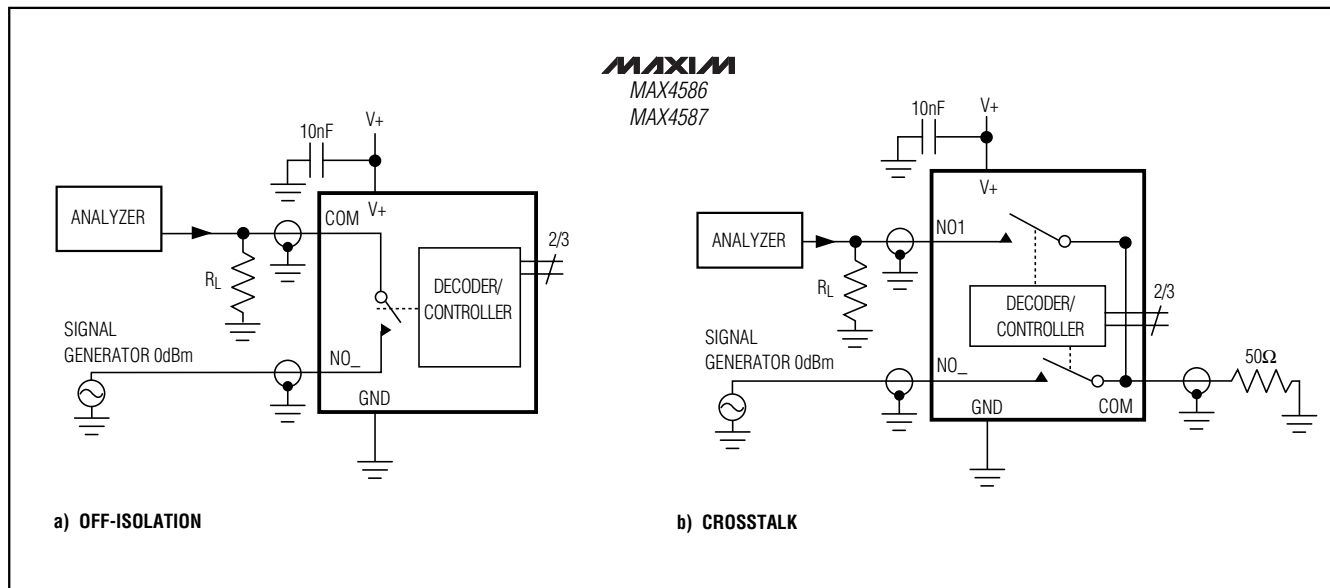 MAXIM
MAX4586
MAX4587
10nF
V+
V+
ANALYZER
COM
2/3
RL
DECODER/
CONTROLLER
SIGNAL
GENERATOR 0dBm
NO_
GND
a) OFF-ISOLATION
10nF
V+
V+
ANALYZER
NO1
RL
DECODER/
CONTROLLER
2/3
SIGNAL
GENERATOR 0dBm
NO_
50Ω
GND
COM
b) CROSSTALK